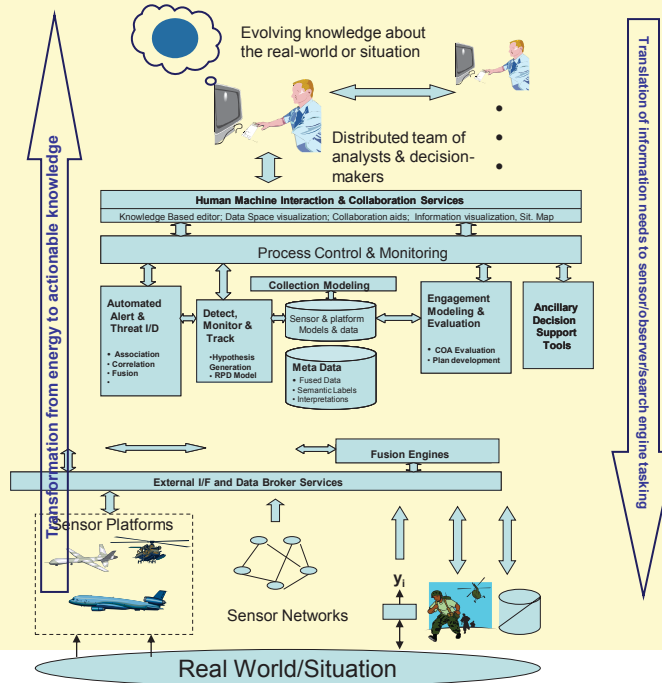 Evolving knowledge about
the real-world or situation
Distributed team of
analysts & decision-
makers
Human Machine Interaction & Collaboration Services
Knowledge Based editor; Data Space visualization; Collaboration aids; Information visualization, Sit. Map
Process Control & Monitoring
Collection Modeling
Automated
Alert &
Threat I/D
• Association
• Correlation
• Fusion
•
Detect,
Monitor &
Track
•Hypothesis
Generation
• RPD Model
Sensor & platform
Models & data
Meta Data
• Fused Data
• Semantic Labels
• Interpretations
Engagement
Modeling &
Evaluation
• COA Evaluation
• Plan development
Ancillary
Decision
Support
Tools
Fusion Engines
External I/F and Data Broker Services
Sensor Platforms
Sensor Networks
yi
Real World/Situation
Transformation from energy to actionable knowledge
Translation of information needs to sensor/observer/search engine tasking